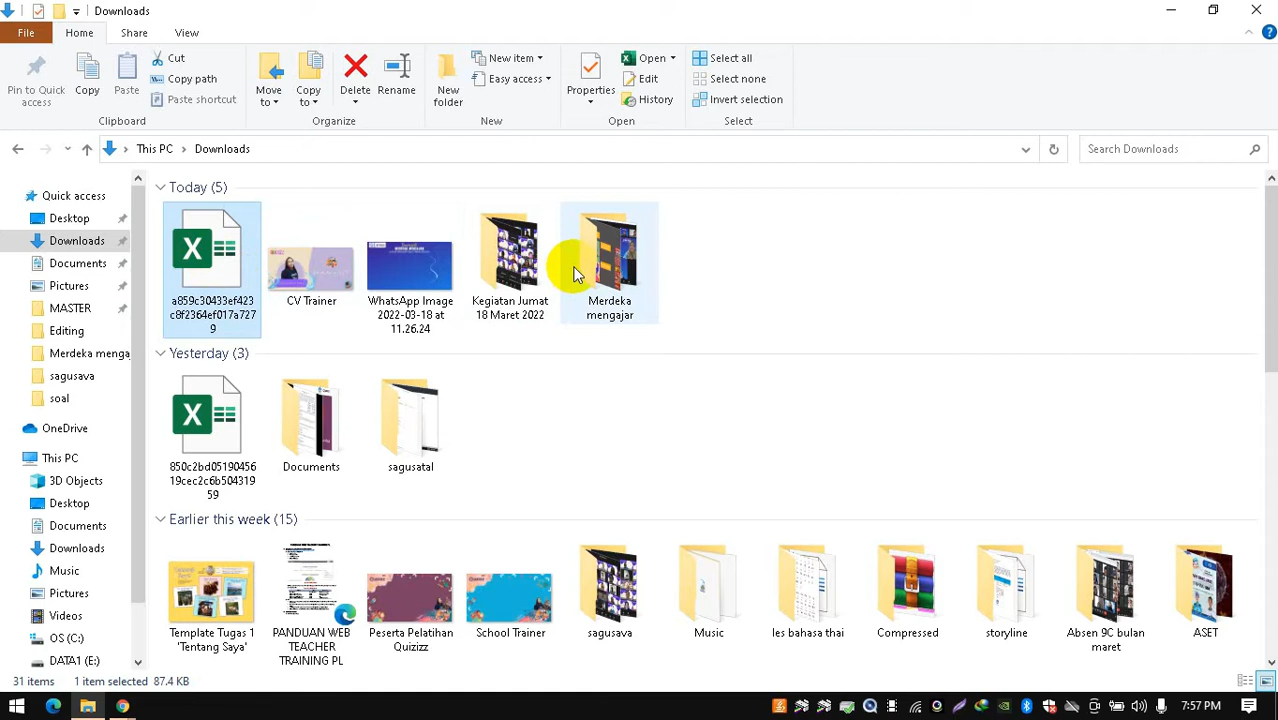 Downloads
File
Home
Share
View
Pin to Quick access
Copy
Paste
Cut
Copy path
Paste shortcut
Clipboard
Move to
Copy to
Delete
Rename
Organize
New folder
New item
Easy access
New
Properties
Open
Edit
History
Open
Select all
Select none
Invert selection
Select
This PC
Downloads
Search Downloads
Quick access
Desktop
Downloads
Documents
Pictures
MASTER
Editing
Merdeka menga
sagusava
soal
OneDrive
This PC
3D Objects
Desktop
Documents
Downloads
Music
Pictures
Videos
OS (C:)
DATA1 (E:)
Today (5)
a859c30433ef423
c8f2364ef017a727
9
CV Trainer
WhatsApp Image
2022-03-18 at
11.26.24
Kegiatan Jumat
18 Maret 2022
Merdeka
mengajar
Yesterday (3)
850c2bd05190456
19cec2c6b504319
59
Documents
sagusatal
Earlier this week (15)
Template Tugas 1
'Tentang Saya'
PANDUAN WEB
TEACHER
TRAINING PL
Peserta Pelatihan
Quizizz
School Trainer
sagusava
Music
les bahasa thai
Compressed
storyline
Absen 9C bulan
maret
ASET
31 items
1 item selected 87.4 KB
7:57 PM